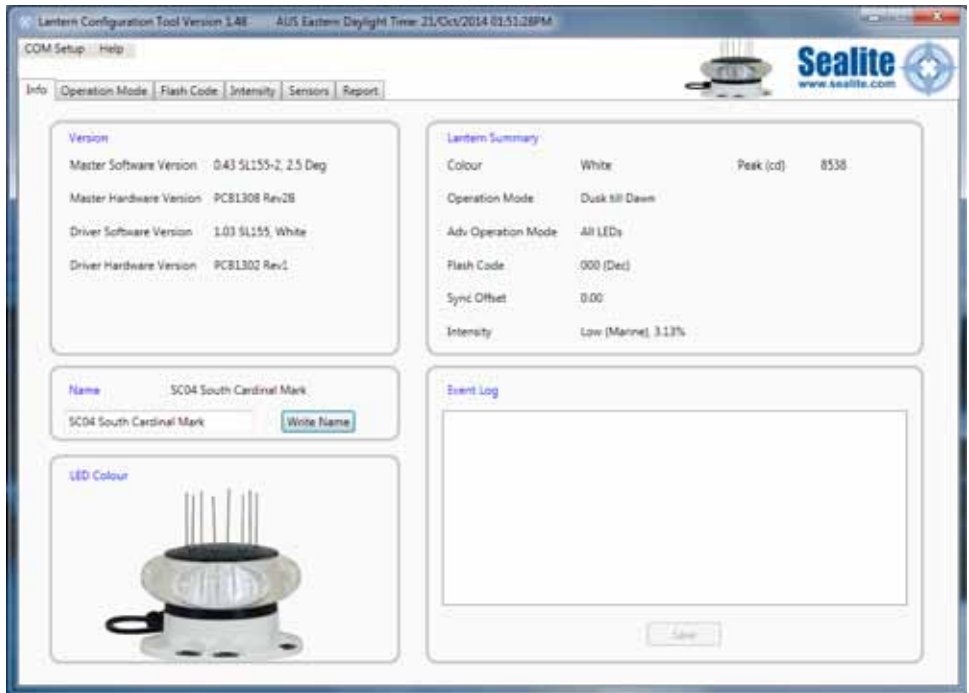 Lantern Configuration Tool Version 1.48 AUS Eastern Daylight Time: 21/Oct/2014 01:51:28PM
COM Setup Help
Sealite
www.sealite.com
Info Operation Mode Flash Code Intensity Sensors Report
Version
Master Software Version 0.43 SL155-2, 2.5 Deg
Master Hardware Version PCB1308 Rev2B
Driver Software Version 1.03 SL155, White
Driver Hardware Version PCB1302 Rev1
Lantern Summary
Colour White Peak (cd) 8538
Operation Mode Dusk till Dawn
Adv Operation Mode All LEDs
Flash Code 000 (Dec)
Sync Offset 0.00
Intensity Low (Marine), 3.13%
Name SC04 South Cardinal Mark
SC04 South Cardinal Mark Write Name
LED Colour
Event Log
Save